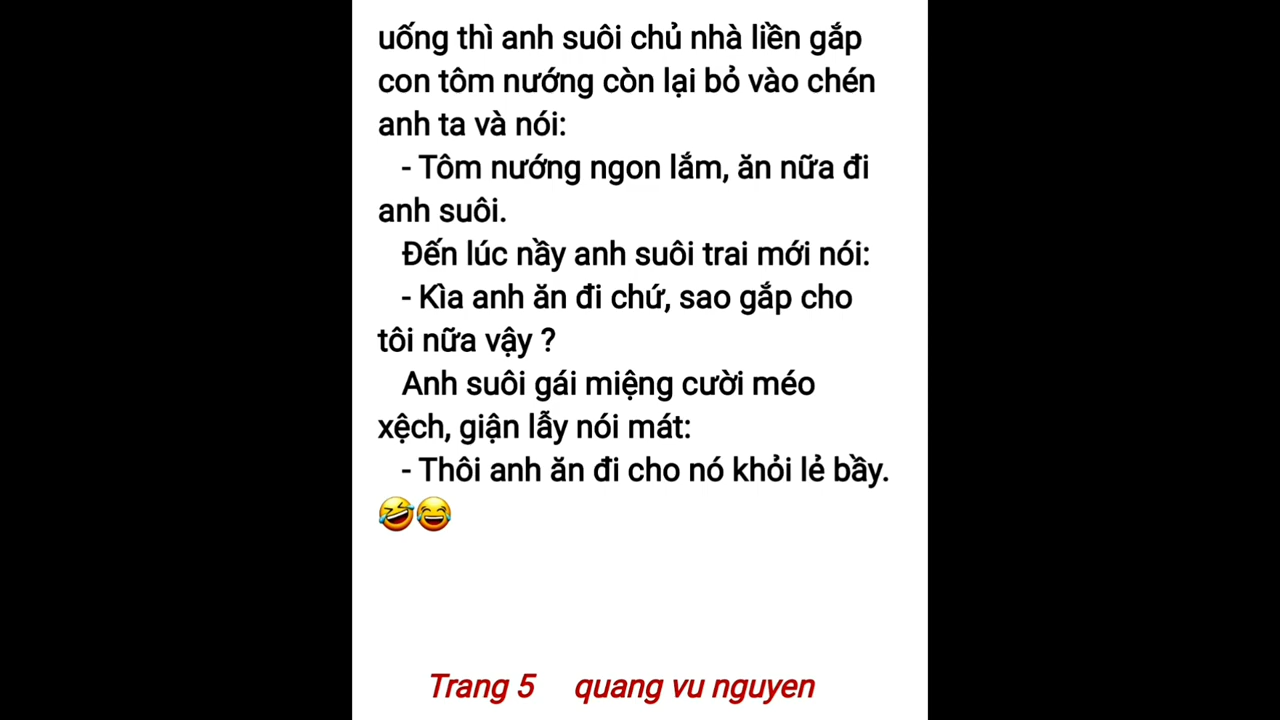 uống thì anh suôi chủ nhà liền gắp
con tôm nướng còn lại bỏ vào chén
anh ta và nói:
- Tôm nướng ngon lắm, ăn nữa đi
anh suôi.
Đến lúc nầy anh suôi trai mới nói:
- Kìa anh ăn đi chứ, sao gắp cho
tôi nữa vậy ?
Anh suôi gái miệng cười méo
xệch, giận lẫy nói mát:
- Thôi anh ăn đi cho nó khỏi lẻ bầy.
🤣😂
Trang 5 quang vu nguyen